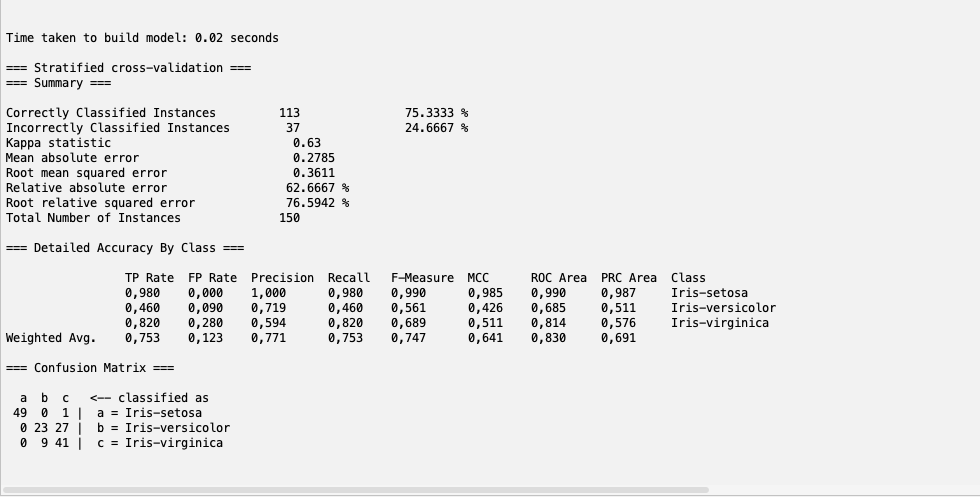 Time taken to build model: 0.02 seconds
=== Stratified cross-validation ===
=== Summary ===
Correctly Classified Instances 113 75.3333 %
Incorrectly Classified Instances 37 24.6667 %
Kappa statistic 0.63
Mean absolute error 0.2785
Root mean squared error 0.3611
Relative absolute error 62.6667 %
Root relative squared error 76.5942 %
Total Number of Instances 150
=== Detailed Accuracy By Class ===
TP Rate FP Rate Precision Recall F-Measure MCC ROC Area PRC Area Class
0,980 0,000 1,000 0,980 0,990 0,985 0,990 0,987 Iris-setosa
0,460 0,090 0,719 0,460 0,561 0,426 0,685 0,511 Iris-versicolor
0,820 0,280 0,594 0,820 0,689 0,511 0,814 0,576 Iris-virginica
Weighted Avg. 0,753 0,123 0,771 0,753 0,747 0,641 0,830 0,691
=== Confusion Matrix ===
a b c <-- classified as
49 0 1 | a = Iris-setosa
0 23 27 | b = Iris-versicolor
0 9 41 | c = Iris-virginica